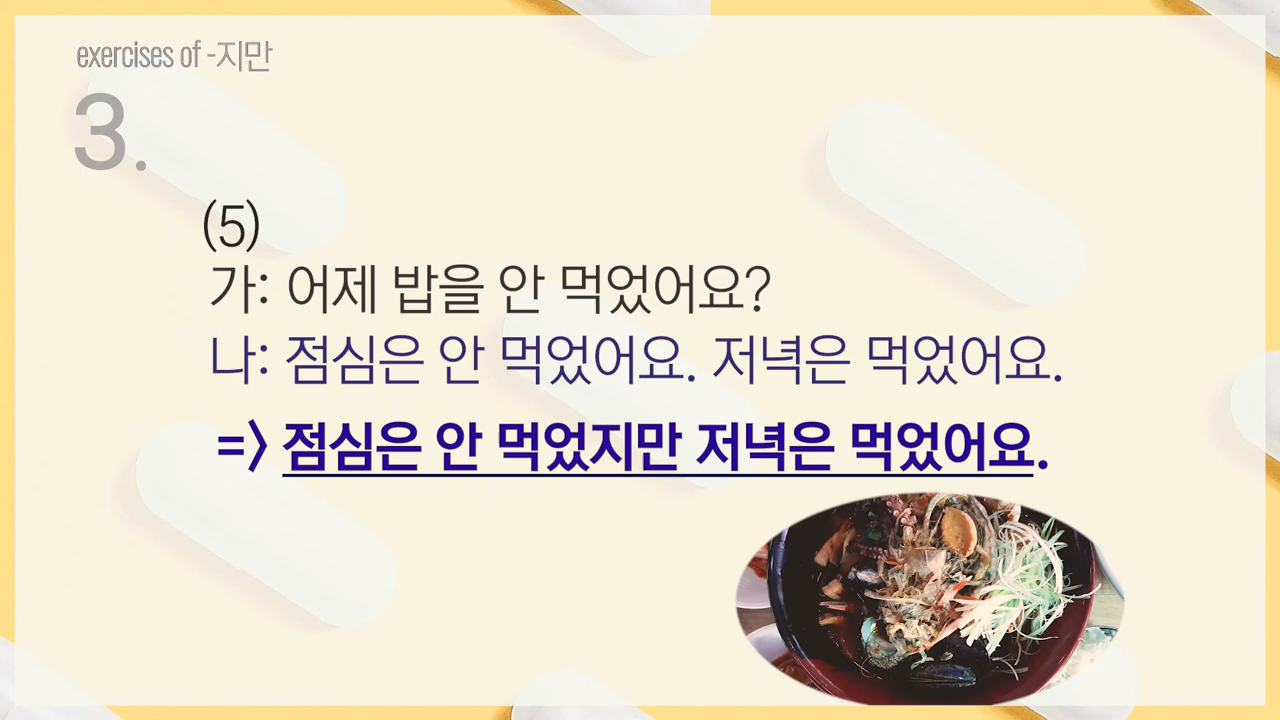 exercises of -지만
3.
(5)
가: 어제 밥을 안 먹었어요?
나: 점심은 안 먹었어요. 저녁은 먹었어요.
=> 점심은 안 먹었지만 저녁은 먹었어요.